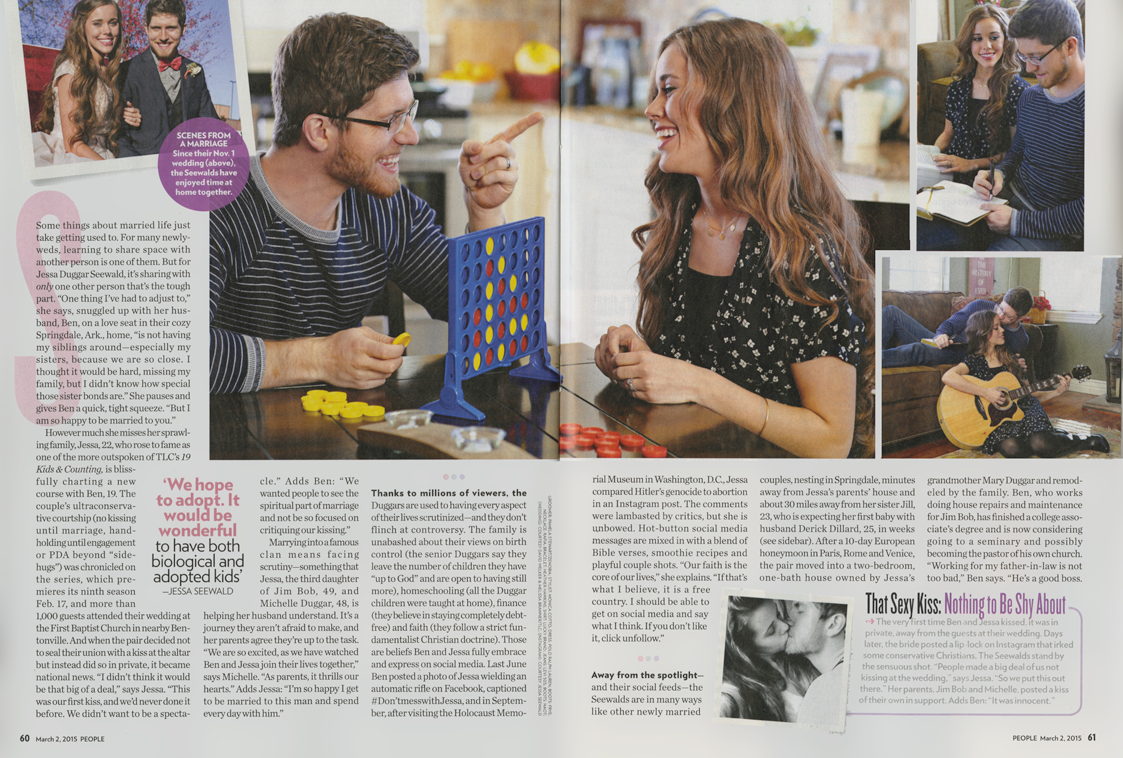 SCENES FROM
A MARRIAGE
Since their Nov. 1
wedding (above),
the Seewalds have
enjoyed time at
home together.
Some things about married life just
take getting used to. For many newly-
weds, learning to share space with
another person is one of them. But for
Jessa Duggar Seewald, it's sharing with
only one other person that's the tough
part. “One thing I've had to adjust to,”
she says, snuggled up with her hus-
band, Ben, on a love seat in their cozy
Springdale, Ark., home, “is not having
my siblings around—especially my
sisters, because we are so close. I
thought it would be hard, missing my
family, but I didn't know how special
those sister bonds are.” She pauses and
gives Ben a quick, tight squeeze. “But I
am so happy to be married to you.”
However much she misses her sprawl-
ing family, Jessa, 22, who rose to fame as
one of the more outspoken of TLC's 19
Kids & Counting, is bliss-
fully charting a new
course with Ben, 19. The
couple's ultraconserva-
tive courtship (no kissing
until marriage, hand-
holding until engagement
or PDA beyond “side-
hugs”) was chronicled on
the series, which pre-
mieres its ninth season
Feb. 17, and more than
1,000 guests attended their wedding at
the First Baptist Church in nearby Ben-
tonville. And when the pair decided not
to seal their union with a kiss at the altar
but instead did so in private, it became
national news. “I didn't think it would
be that big of a deal,” says Jessa. “This
was our first kiss, and we'd never done it
before. We didn't want to be a specta-
‘We hope
to adopt. It
would be
wonderful
to have both
biological and
adopted kids’
—JESSA SEEWALD
cle.” Adds Ben: “We
wanted people to see the
spiritual part of marriage
and not be so focused on
critiquing our kissing.”
Marrying into a famous
clan means facing
scrutiny—something that
Jessa, the third daughter
of Jim Bob, 49, and
Michelle Duggar, 48, is
helping her husband understand. It's a
journey they aren't afraid to make, and
her parents agree they're up to the task.
“We are so excited, as we have watched
Ben and Jessa join their lives together,”
says Michelle. “As parents, it thrills our
hearts.” Adds Jessa: “I'm so happy I get
to be married to this man and spend
every day with him.”
Thanks to millions of viewers, the
Duggars are used to having every aspect
of their lives scrutinized—and they don't
flinch at controversy. The family is
unabashed about their views on birth
control (the senior Duggars say they
leave the number of children they have
“up to God” and are open to having still
more), homeschooling (all the Duggar
children were taught at home), finance
(they believe in staying completely debt-
free) and faith (they follow a strict fun-
damentalist Christian doctrine). Those
are beliefs Ben and Jessa fully embrace
and express on social media. Last June
Ben posted a photo of Jessa wielding an
automatic rifle on Facebook, captioned
#Don'tmesswithJessa, and in Septem-
ber, after visiting the Holocaust Memo-
rial Museum in Washington, D.C., Jessa
compared Hitler's genocide to abortion
in an Instagram post. The comments
were lambasted by critics, but she is
unbowed. Hot-button social media
messages are mixed in with a blend of
Bible verses, smoothie recipes and
playful couple shots. “Our faith is the
core of our lives,” she explains. “If that's
what I believe, it is a free
country. I should be able to
get on social media and say
what I think. If you don't like
it, click unfollow.”
Away from the spotlight—
and their social feeds—the
Seewalds are in many ways
like other newly married
couples, nesting in Springdale, minutes
away from Jessa's parents' house and
about 30 miles away from her sister Jill,
23, who is expecting her first baby with
husband Derick Dillard, 25, in weeks
(see sidebar). After a 10-day European
honeymoon in Paris, Rome and Venice,
the pair moved into a two-bedroom,
one-bath house owned by Jessa's
grandmother Mary Duggar and remod-
eled by the family. Ben, who works
doing house repairs and maintenance
for Jim Bob, has finished a college asso-
ciate's degree and is now considering
going to a seminary and possibly
becoming the pastor of his own church.
“Working for my father-in-law is not
too bad,” Ben says. “He's a good boss.
That Sexy Kiss: Nothing to Be Shy About
The very first time Ben and Jessa kissed, it was in
private, away from the guests at their wedding. Days
later, the bride posted a lip lock on Instagram that irked
some conservative Christians. The Seewalds stand by
the sensuous shot. “People made a big deal of us not
kissing at the wedding,” says Jessa. “So we put this out
there.” Her parents, Jim Bob and Michelle, posted a kiss
of their own in support. Adds Ben: “It was innocent.”
60 March 2, 2015 PEOPLE
PEOPLE March 2, 2015 61